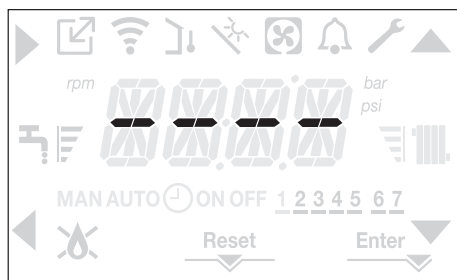 rpm bar
psi
- - - -
MAN AUTO ON OFF 1 2 3 4 5 6 7
Reset Enter